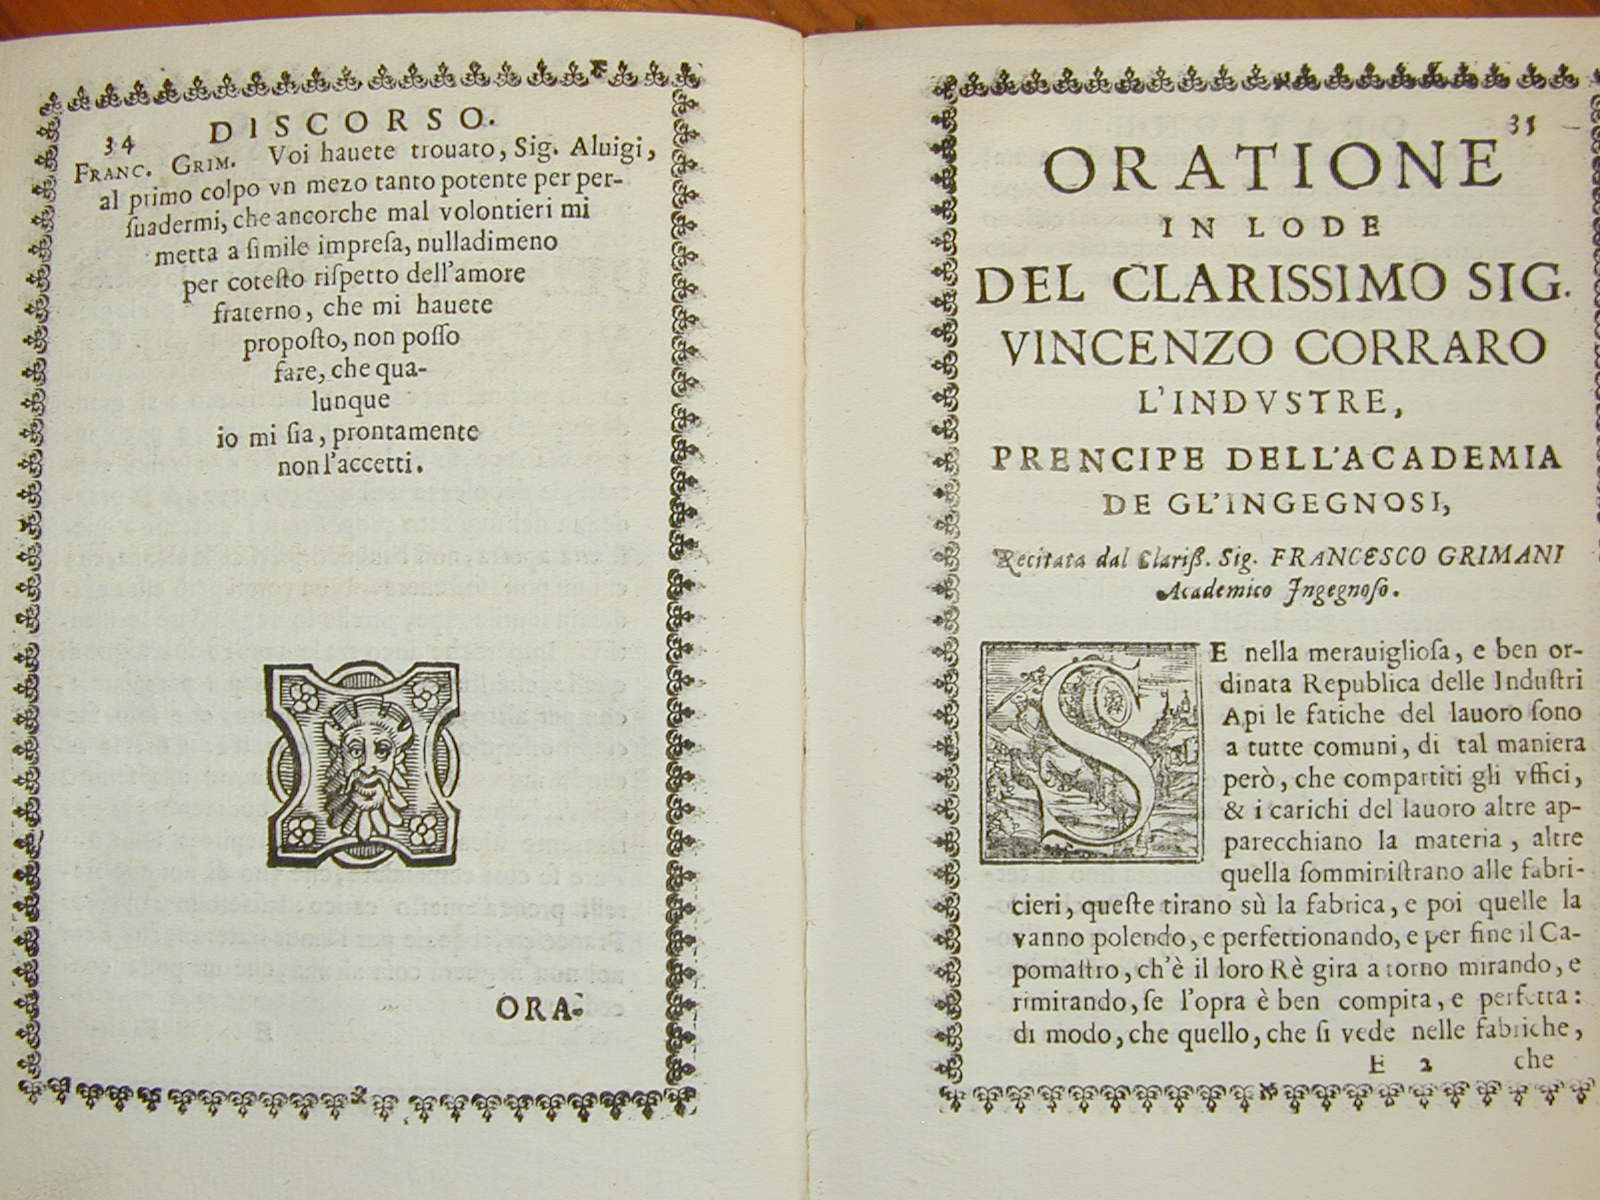 34 DISCORSO.
FRANC. GRIM. Voi hauete trouato, Sig. Aluigi,
al primo colpo vn mezo tanto potente per per-
ſuadermi, che ancorche mal volontieri mi
metta a ſimile impreſa, nulladimeno
per coteſto riſpetto dell'amore
fraterno, che mi hauete
propoſto, non poſſo
fare, che qua-
lunque
io mi ſia, prontamente
non l'accetti.
ORA-
35
ORATIONE
IN LODE
DEL CLARISSIMO SIG.
VINCENZO CORRARO
L'INDVSTRE,
PRENCIPE DELL'ACADEMIA
DE GL'INGEGNOSI,
Recitata dal Clariß. Sig. FRANCESCO GRIMANI
Academico Ingegnoſo.
SE nella merauiglioſa, e ben or-
dinata Republica delle Induſtri
Api le fatiche del lauoro ſono
a tutte comuni, di tal maniera
però, che compartiti gli vffici,
& i carichi del lauoro altre ap-
parecchiano la materia, altre
quella ſomminiſtrano alle fabri-
cieri, queſte tirano sù la fabrica, e poi quelle la
vanno polendo, e perfettionando, e per fine il Ca-
pomaſtro, ch'è il loro Rè gira atorno mirando, e
rimirando, ſe l'opra è ben compita, e perfetta:
di modo, che quello, che ſi vede nelle fabriche,
E 2 che